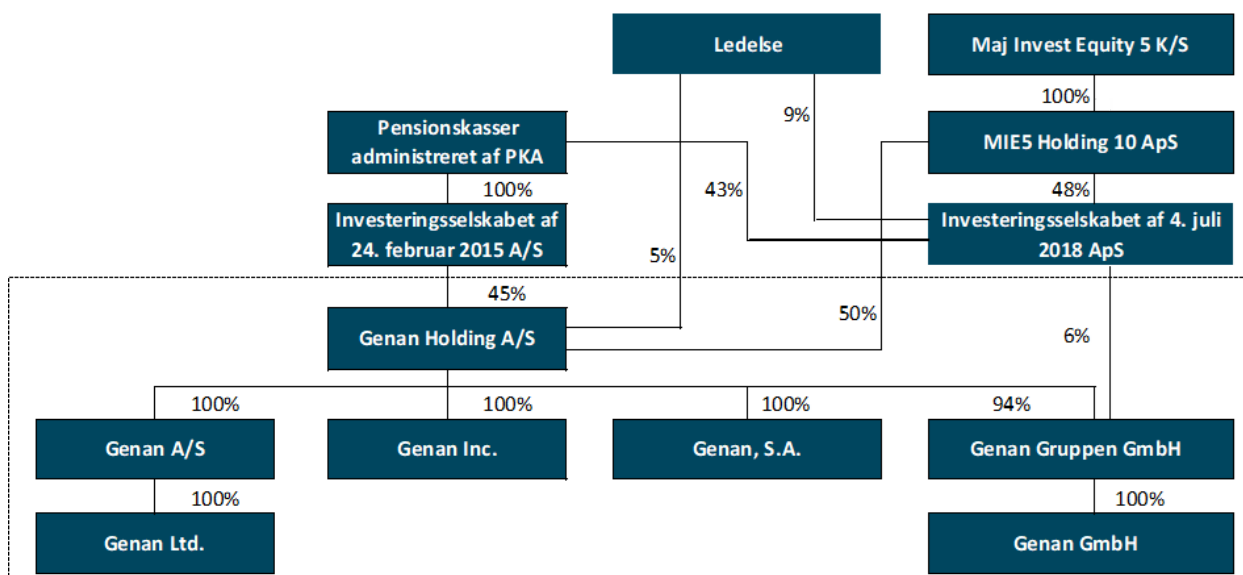 Ledelse
Maj Invest Equity 5 K/S
100%
9%
Pensionskasser
administreret af PKA
MIE5 Holding 10 ApS
100%
43%
48%
Investeringsselskabet af
24. februar 2015 A/S
Investeringsselskabet af 4. juli
2018 ApS
5%
45%
50%
Genan Holding A/S
6%
100%
100%
100%
94%
Genan A/S
Genan Inc.
Genan, S.A.
Genan Gruppen GmbH
100%
100%
Genan Ltd.
Genan GmbH